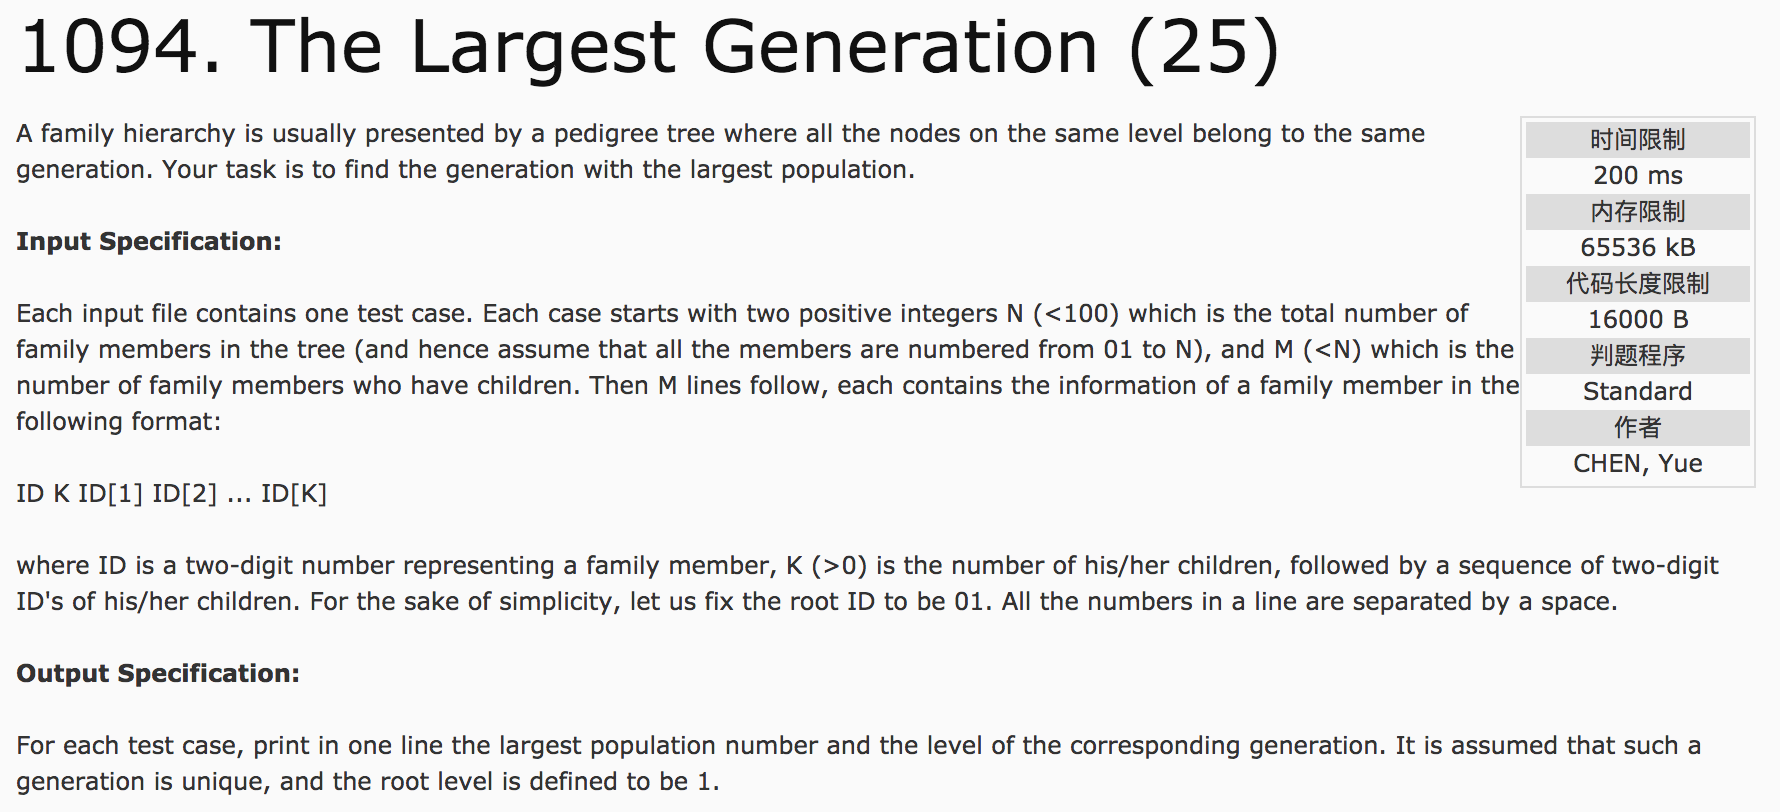 1094. The Largest Generation (25)
A family hierarchy is usually presented by a pedigree tree where all the nodes on the same level belong to the same
generation. Your task is to find the generation with the largest population.
Input Specification:
Each input file contains one test case. Each case starts with two positive integers N (<100) which is the total number of
family members in the tree (and hence assume that all the members are numbered from 01 to N), and M (<N) which is the
number of family members who have children. Then M lines follow, each contains the information of a family member in the
following format:
ID K ID[1] ID[2] ... ID[K]
where ID is a two-digit number representing a family member, K (>0) is the number of his/her children, followed by a sequence of two-digit
ID's of his/her children. For the sake of simplicity, let us fix the root ID to be 01. All the numbers in a line are separated by a space.
Output Specification:
For each test case, print in one line the largest population number and the level of the corresponding generation. It is assumed that such a
generation is unique, and the root level is defined to be 1.
时间限制
200 ms
内存限制
65536 kB
代码长度限制
16000 B
判题程序
Standard
作者
CHEN, Yue